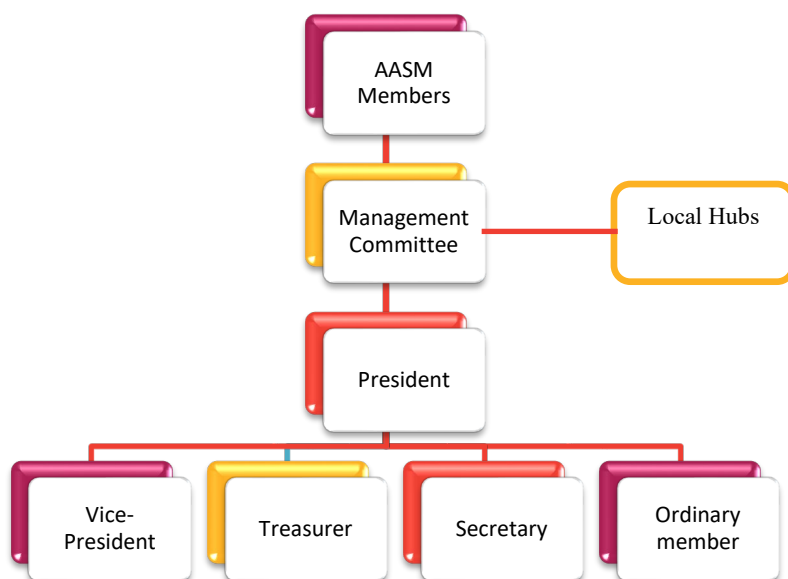 AASM
Members
Management
Committee
Local Hubs
President
Vice-
President
Treasurer
Secretary
Ordinary
member